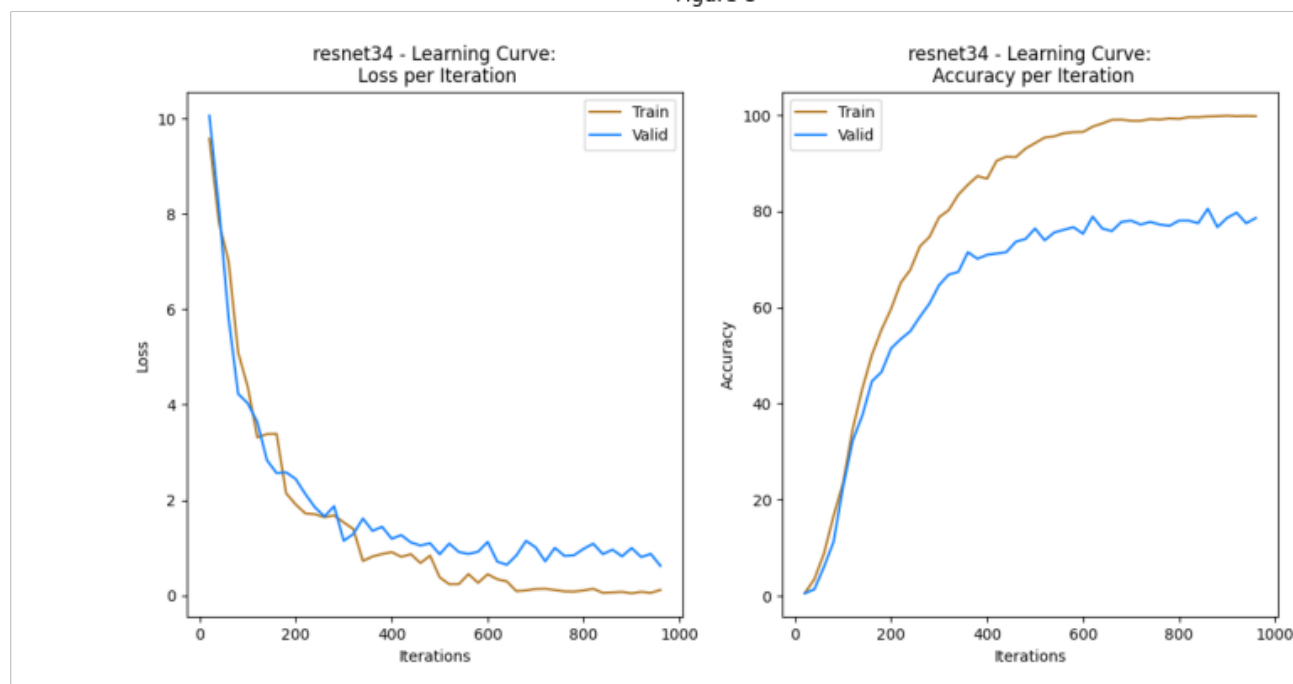 resnet34 - Learning Curve:
Loss per Iteration
Train
Valid
10
8
6
4
2
0
Loss
0
200
400
600
800
1000
Iterations
resnet34 - Learning Curve:
Accuracy per Iteration
Train
Valid
100
80
60
40
20
0
Accuracy
0
200
400
600
800
1000
Iterations